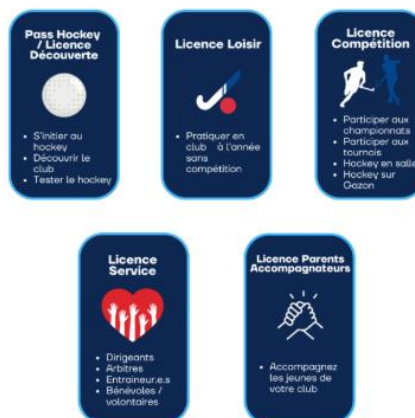 Pass Hockey
/ Licence
Découverte
• S'initier au
hockey
• Découvrir le
club
• Tester le hockey
Licence Loisir
• Pratiquer en
club à l'année
sans
compétition
Licence
Compétition
• Participer aux
championnats
• Participer aux
tournois
• Hockey en salle
• Hockey sur
Gazon
Licence
Service
• Dirigeants
• Arbitres
• Entraineur.e.s
• Bénévoles /
volontaires
Licence Parents
Accompagnateurs
• Accompagnez
les jeunes de
votre club